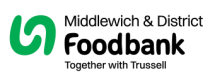 Middlewich & District
Foodbank
Together with Trussell